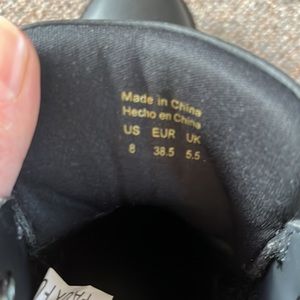 Made in China
Hecho en China
US EUR UK
8 38.5 5.5